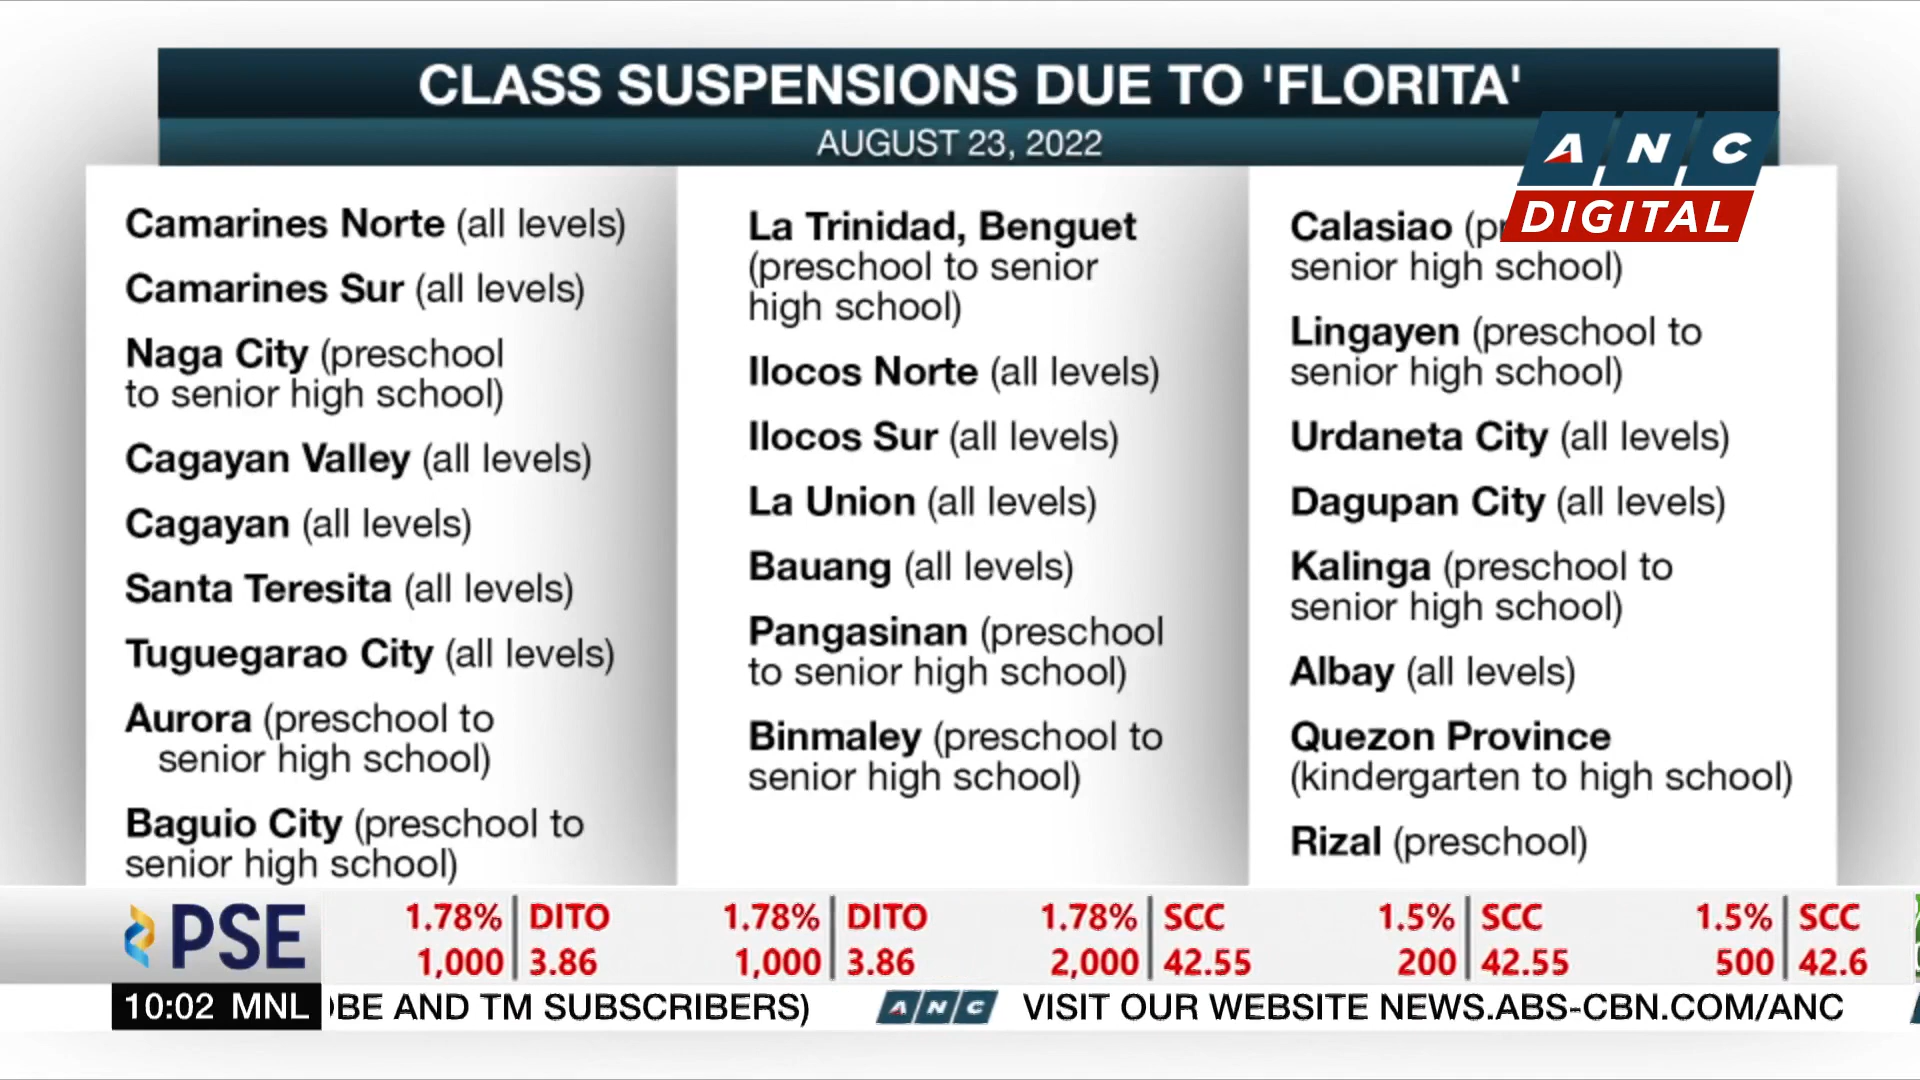 CLASS SUSPENSIONS DUE TO 'FLORITA'
AUGUST 23, 2022
ANC
DIGITAL
Camarines Norte (all levels)
Camarines Sur (all levels)
Naga City (preschool
to senior high school)
Cagayan Valley (all levels)
Cagayan (all levels)
Santa Teresita (all levels)
Tuguegarao City (all levels)
Aurora (preschool to
senior high school)
Baguio City (preschool to
senior high school)
La Trinidad, Benguet
(preschool to senior
high school)
Ilocos Norte (all levels)
Ilocos Sur (all levels)
La Union (all levels)
Bauang (all levels)
Pangasinan (preschool
to senior high school)
Binmaley (preschool to
senior high school)
Calasiao
senior high school)
Lingayen (preschool to
senior high school)
Urdaneta City (all levels)
Dagupan City (all levels)
Kalinga (preschool to
senior high school)
Albay (all levels)
Quezon Province
(kindergarten to high school)
Rizal (preschool)
PSE
1.78% DITO 1.78% DITO 1.78% SCC 1.5% SCC 1.5% SCC
1,000 3.86 1,000 3.86 2,000 42.55 200 42.55 500 42.6
10:02 MNL AND TM SUBSCRIBERS) ANC VISIT OUR WEBSITE NEWS.ABS-CBN.COM/ANC